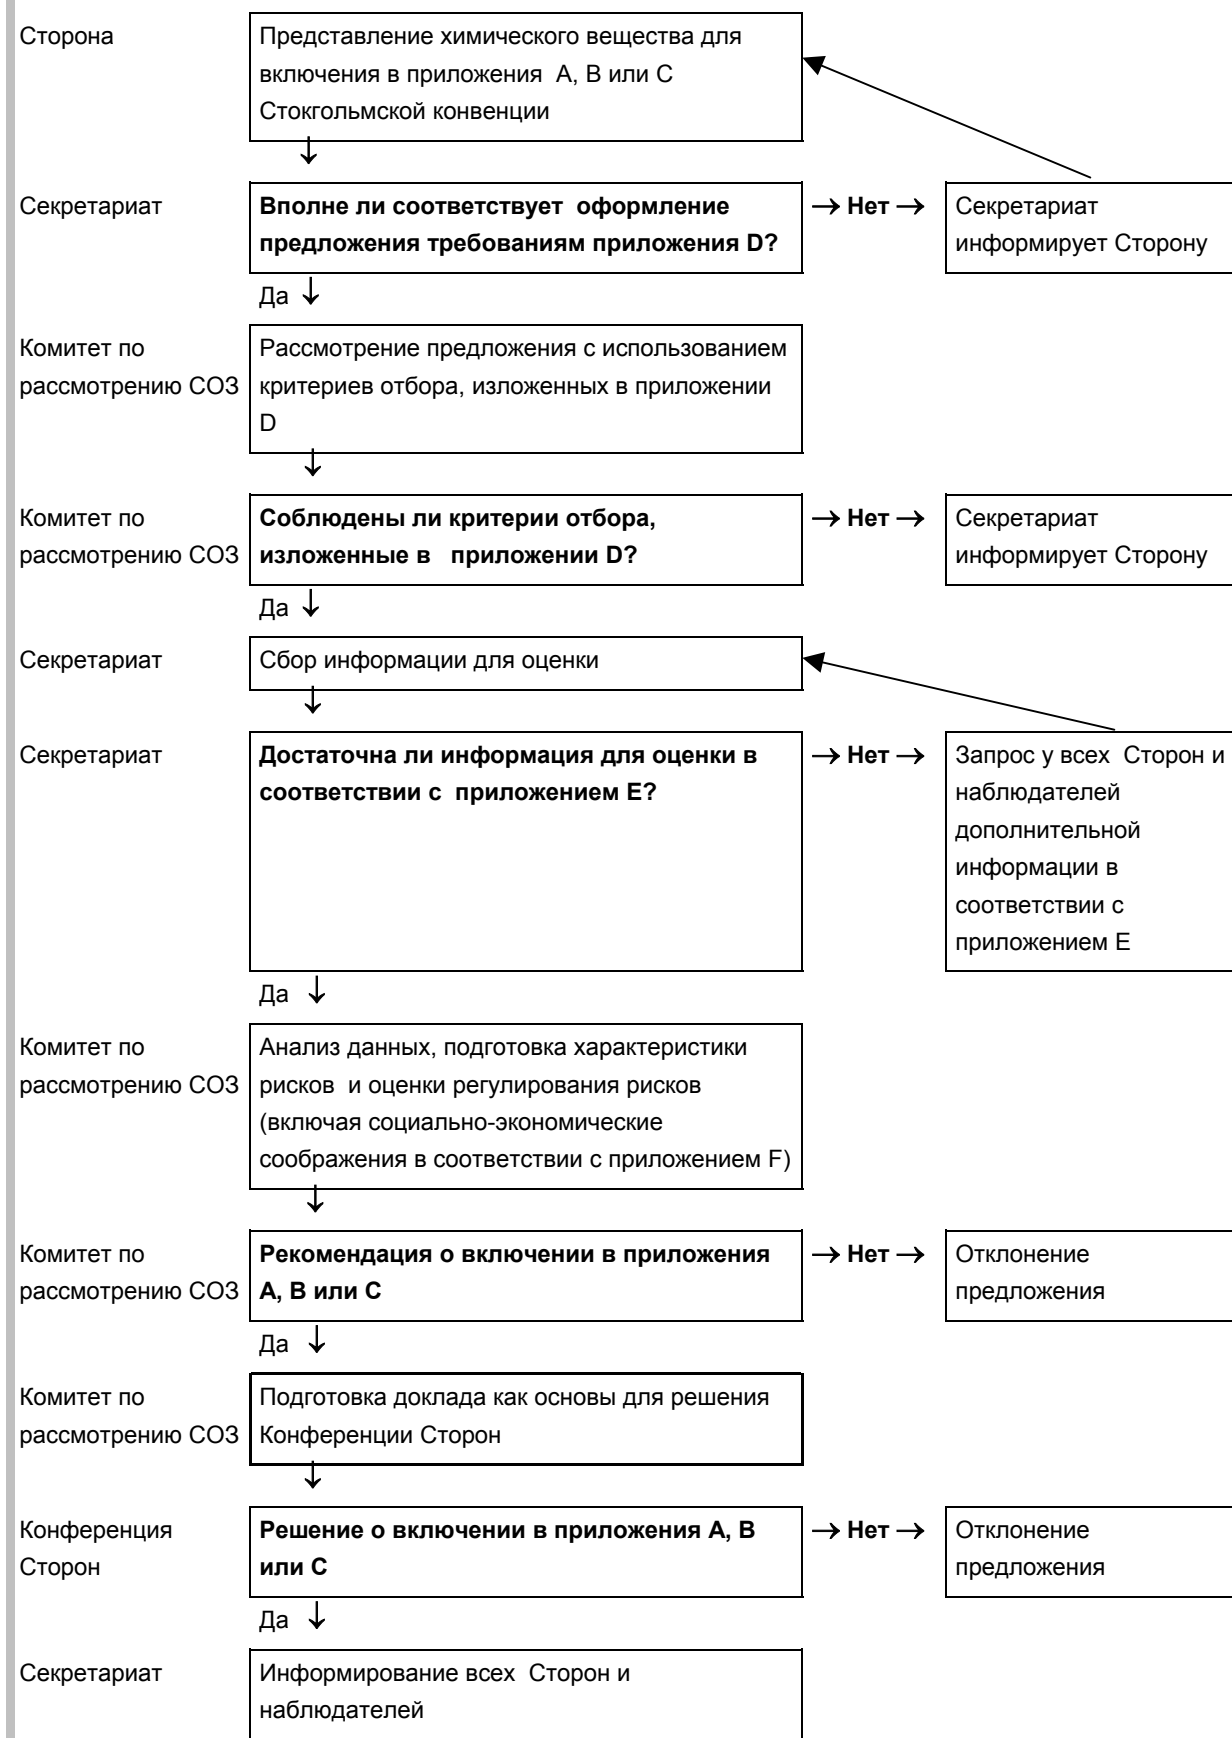 Сторона
Представление химического вещества для
включения в приложения А, В или С
Стокгольмской конвенции
↓
Секретариат
Вполне ли соответствует оформление
предложения требованиям приложения D?
→ Нет →
Секретариат
информирует Сторону
Да ↓
Комитет по
рассмотрению СОЗ
Рассмотрение предложения с использованием
критериев отбора, изложенных в приложении
D
↓
Комитет по
рассмотрению СОЗ
Соблюдены ли критерии отбора,
изложенные в приложении D?
→ Нет →
Секретариат
информирует Сторону
Да ↓
Секретариат
Сбор информации для оценки
↓
Секретариат
Достаточна ли информация для оценки в
соответствии с приложением Е?
→ Нет →
Запрос у всех Сторон и
наблюдателей
дополнительной
информации в
соответствии с
приложением Е
Да ↓
Комитет по
рассмотрению СОЗ
Анализ данных, подготовка характеристики
рисков и оценки регулирования рисков
(включая социально-экономические
соображения в соответствии с приложением F)
↓
Комитет по
рассмотрению СОЗ
Рекомендация о включении в приложения
А, В или С
→ Нет →
Отклонение
предложения
Да ↓
Комитет по
рассмотрению СОЗ
Подготовка доклада как основы для решения
Конференции Сторон
↓
Конференция
Сторон
Решение о включении в приложения А, В
или С
→ Нет →
Отклонение
предложения
Да ↓
Секретариат
Информирование всех Сторон и
наблюдателей